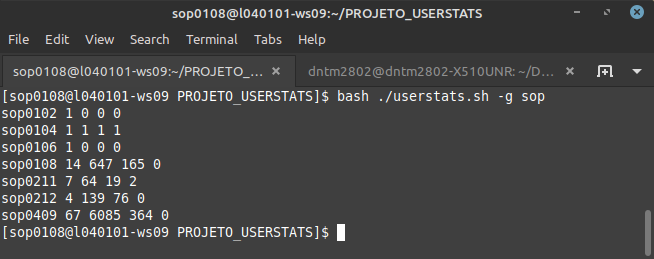 sop0108@l040101-ws09:~/PROJETO_USERSTATS
File Edit View Search Terminal Tabs Help
sop0108@l040101-ws09:~/PROJETO_... × dntm2802@dntm2802-X510UNR: ~/D... ×
[sop0108@l040101-ws09 PROJETO_USERSTATS]$ bash ./userstats.sh -g sop
sop0102 1 0 0 0
sop0104 1 1 1 1
sop0106 1 0 0 0
sop0108 14 647 165 0
sop0211 7 64 19 2
sop0212 4 139 76 0
sop0409 67 6085 364 0
[sop0108@l040101-ws09 PROJETO_USERSTATS]$